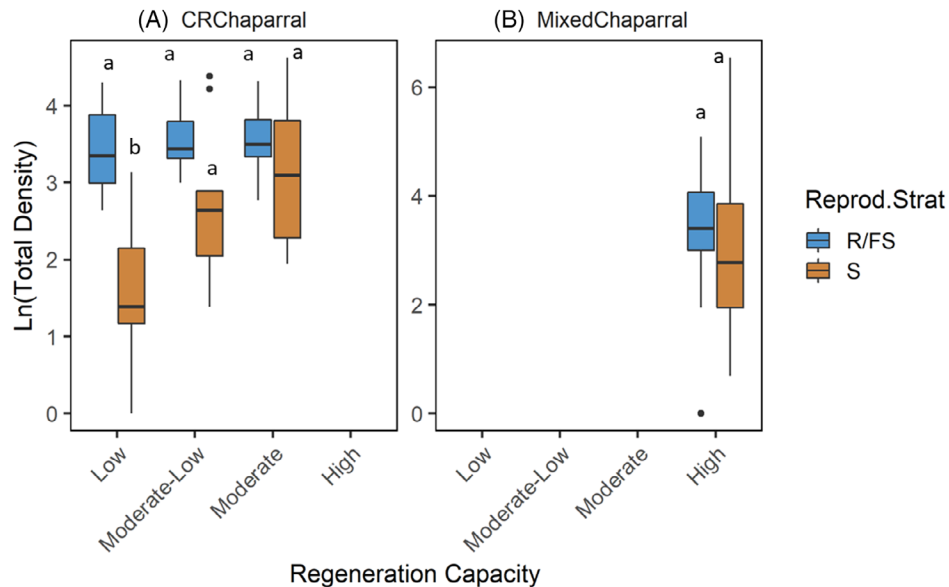 (A) CRChaparral
(B) MixedChaparral
Ln(Total Density)
4
3
2
1
0
a
b
a
a
a
a
Low
Moderate-Low
Moderate
High
6
4
2
0
a
a
Low
Moderate-Low
Moderate
High
Regeneration Capacity
Reprod.Strat
R/FS
S